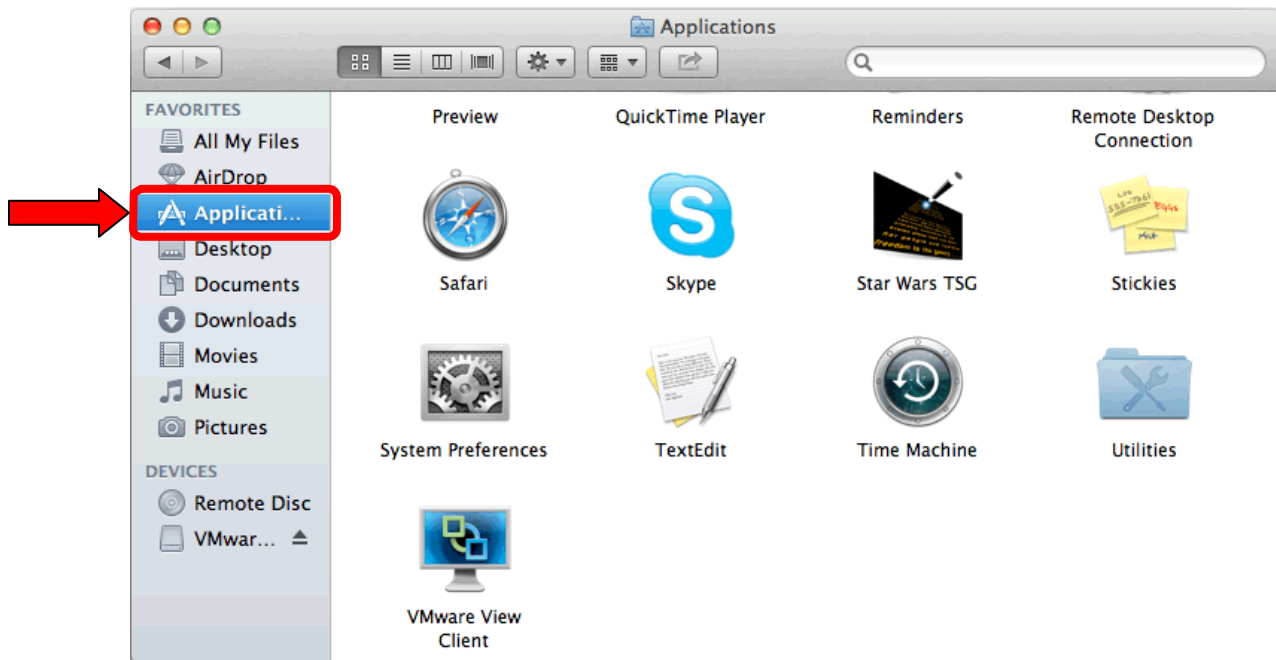 Applications
FAVORITES
All My Files
AirDrop
Applicati...
Desktop
Documents
Downloads
Movies
Music
Pictures
DEVICES
Remote Disc
VMwar...
Preview
QuickTime Player
Reminders
Remote Desktop
Connection
Safari
Skype
Star Wars TSG
Stickies
System Preferences
TextEdit
Time Machine
Utilities
VMware View
Client